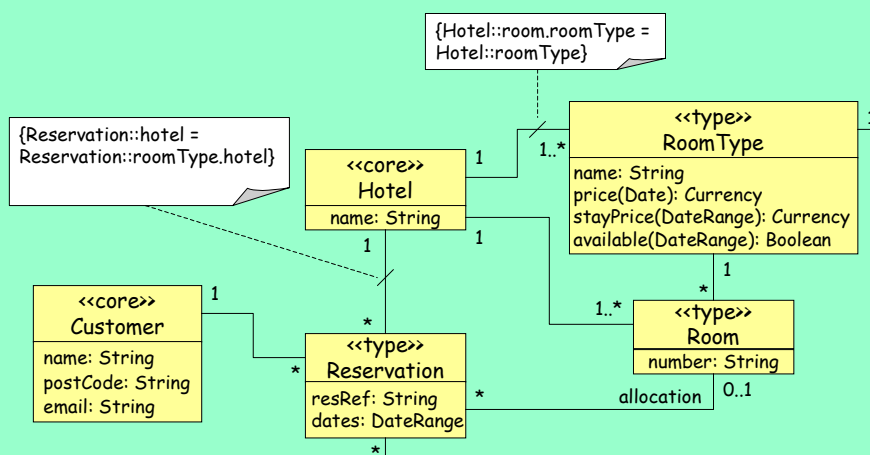 {Hotel::room.roomType =
Hotel::roomType}
{Reservation::hotel =
Reservation::roomType.hotel}
<<type>>
RoomType
name: String
price(Date): Currency
stayPrice(DateRange): Currency
available(DateRange): Boolean
1
1
1..*
<<core>>
Hotel
name: String
1
1
1
*
1..*
<<type>>
Room
number: String
<<core>>
Customer
name: String
postCode: String
email: String
1
*
*
<<type>>
Reservation
resRef: String
dates: DateRange
*
allocation
0..1
*